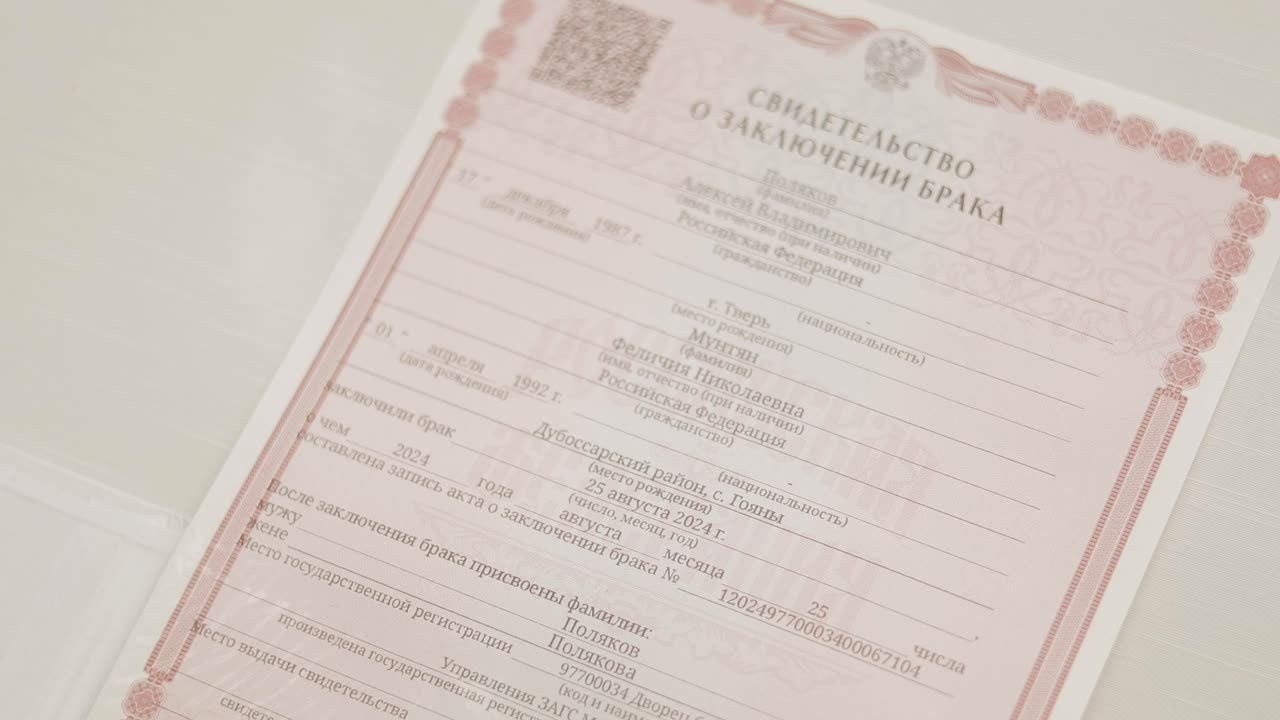 СВИДЕТЕЛЬСТВО
О ЗАКЛЮЧЕНИИ БРАКА
Поляков
(фамилия)
Алексей Владимирович
(имя, отчество (при наличии)
17 " декабря 1987 г.
(дата рождения)
Российская Федерация
(гражданство)
-
(национальность)
г. Тверь
(место рождения)
Мунтян
(фамилия)
Феличия Николаевна
(имя, отчество (при наличии)
01 " апреля 1992 г.
(дата рождения)
Российская Федерация
(гражданство)
-
(национальность)
Дубоссарский район, с. Гояны
(место рождения)
заключили брак 25 августа 2024 г.
(число, месяц, год)
о чем 2024 года августа месяца 25 числа
составлена запись акта о заключении брака № 120249770003400067104
После заключения брака присвоены фамилии:
мужу Поляков
жене Полякова
Место государственной регистрации 97700034 Дворец
(код и наим
Управления ЗАГС
произведена государственная регист
Место выдачи свидетельства
свидете